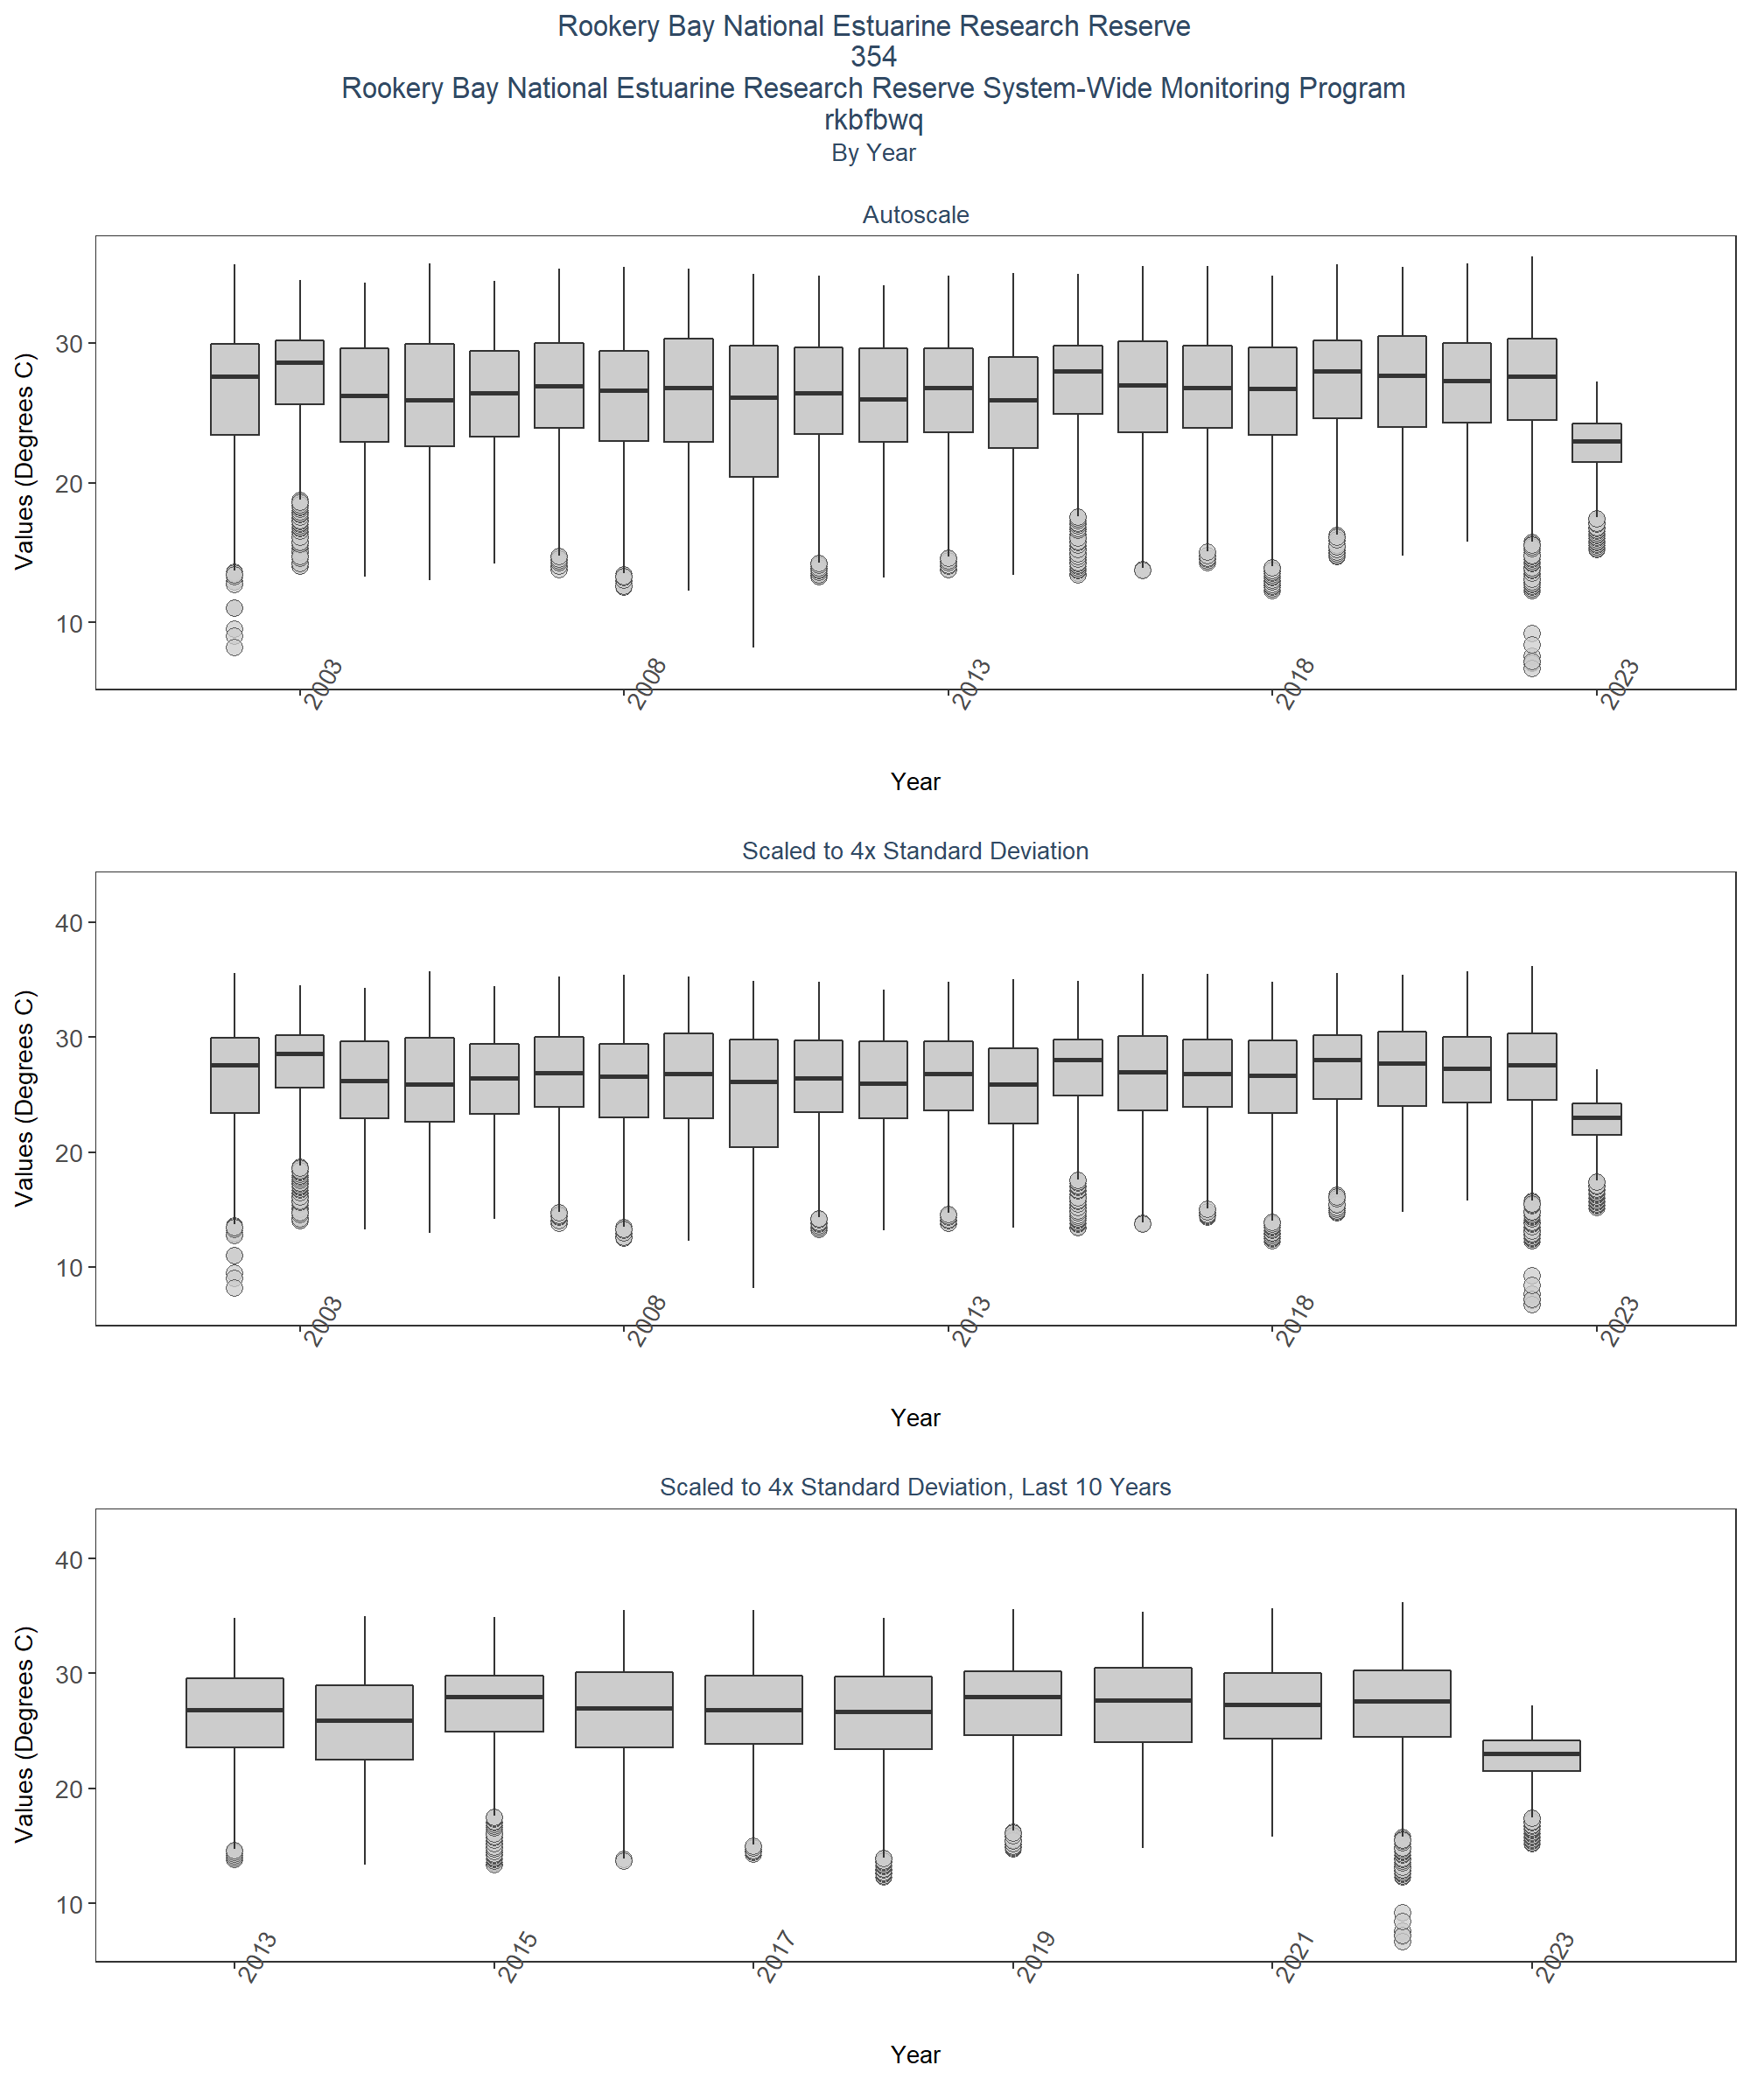 Rookery Bay National Estuarine Research Reserve
354
Rookery Bay National Estuarine Research Reserve System-Wide Monitoring Program
rkbfbwq
By Year
Autoscale
Values (Degrees C)
30
20
10
2003
2008
2013
2018
2023
Year
Scaled to 4x Standard Deviation
Values (Degrees C)
40
30
20
10
2003
2008
2013
2018
2023
Year
Scaled to 4x Standard Deviation, Last 10 Years
Values (Degrees C)
40
30
20
10
2013
2015
2017
2019
2021
2023
Year